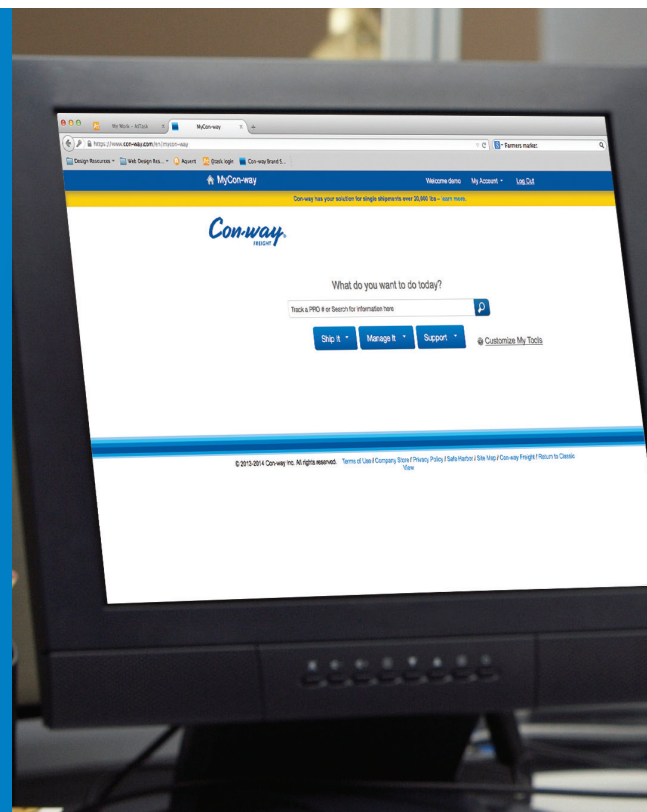 My Work - AtTask
MyCon-way
https://www.con-way.com/en/mycon-way
Farmers market
Design Resources
Web Design Res...
Aquent
@task login
Con-way Brand S...
MyCon-way
Welcome demo
My Account
Log Out
Con-way has your solution for single shipments over 20,000 lbs – learn more.
Con-way
FREIGHT
What do you want to do today?
Track a PRO # or Search for information here
Ship It
Manage It
Support
Customize My Tools
© 2013-2014 Con-way Inc. All rights reserved. Terms of Use / Company Store / Privacy Policy / Safe Harbor / Site Map / Con-way Freight / Return to Classic
View